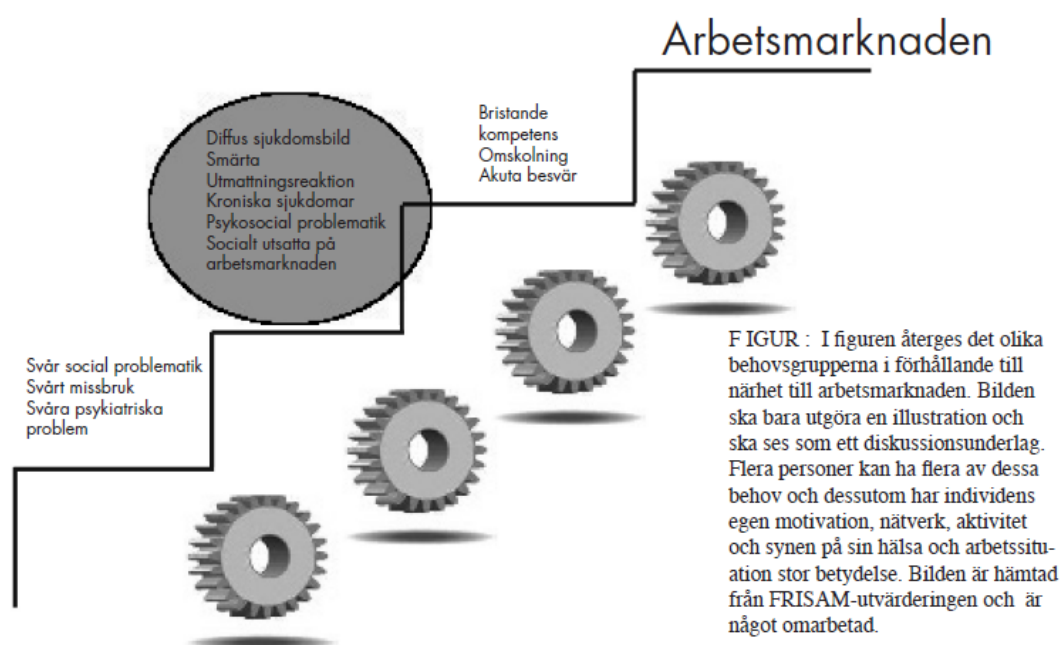 Arbetsmarknaden
Diffus sjukdomsbild
Smärta
Utmattningsreaktion
Kroniska sjukdomar
Psykosocial problematik
Socialt utsatta på
arbetsmarknaden
Bristande
kompetens
Omskolning
Akuta besvär
Svår social problematik
Svårt missbruk
Svåra psykiatriska
problem
F IGUR : I figuren återges det olika
behovsgrupperna i förhållande till
närhet till arbetsmarknaden. Bilden
ska bara utgöra en illustration och
ska ses som ett diskussionsunderlag.
Flera personer kan ha flera av dessa
behov och dessutom har individens
egen motivation, nätverk, aktivitet
och synen på sin hälsa och arbetssitu-
ation stor betydelse. Bilden är hämtad
från FRISAM-utvärderingen och är
något omarbetad.